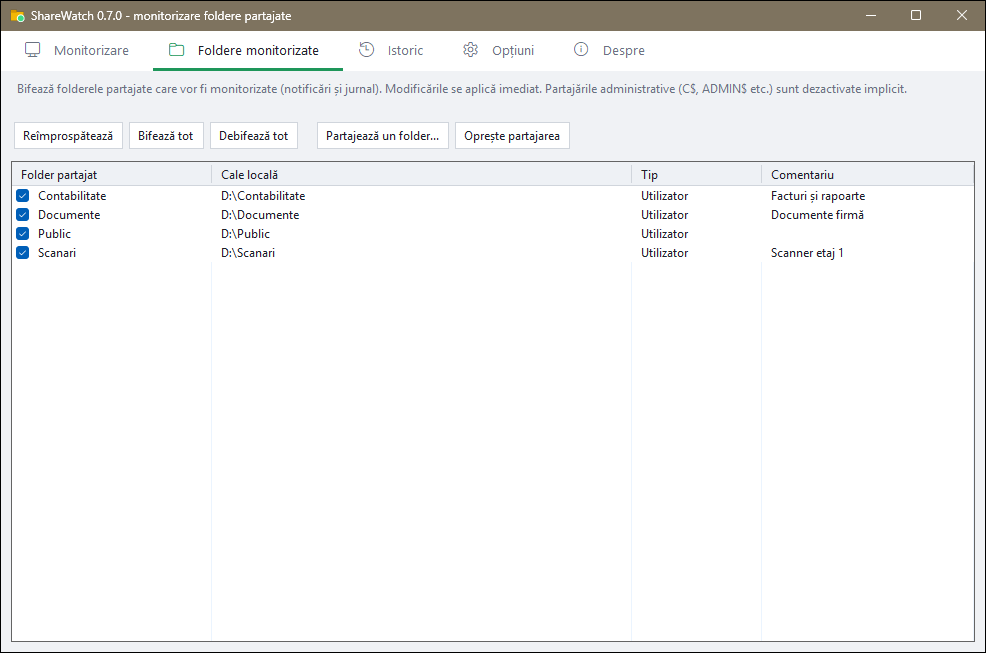 ShareWatch 0.7.0 - monitorizare foldere partajate
Monitorizare Foldere monitorizate Istoric Opțiuni Despre
Bifează folderele partajate care vor fi monitorizate (notificări și jurnal). Modificările se aplică imediat. Partajările administrative (C$, ADMIN$ etc.) sunt dezactivate implicit.
Reîmprospătează Bifează tot Debifează tot Partajează un folder... Oprește partajarea
Folder partajat Cale locală Tip Comentariu
Contabilitate D:\Contabilitate Utilizator Facturi și rapoarte
Documente D:\Documente Utilizator Documente firmă
Public D:\Public Utilizator
Scanari D:\Scanari Utilizator Scanner etaj 1